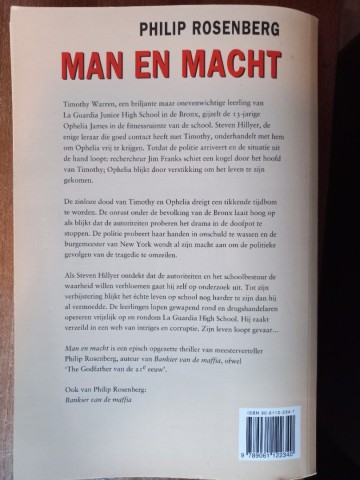 PHILIP ROSENBERG
MAN EN MACHT
Timothy Warren, een briljante maar onevenwichtige leerling van
La Guardia Junior High School in de Bronx, gijzelt de 13-jarige
Ophelia James in de fitnessruimte van de school. Steven Hillyer, de
enige leraar die goed contact heeft met Timothy, onderhandelt met hem
om Ophelia vrij te krijgen. Totdat de politie arriveert en de situatie uit
de hand loopt: rechercheur Jim Franks schiet een kogel door het hoofd
van Timothy; Ophelia blijkt door verstikking om het leven te zijn
gekomen.
De zinloze dood van Timothy en Ophelia dreigt een tikkende tijdbom
te worden. De onrust onder de bevolking van de Bronx laait hoog op
als blijkt dat de autoriteiten proberen het drama in de doofpot te
stoppen. De politie probeert haar handen in onschuld te wassen en de
burgemeester van New York wendt al zijn macht aan om de politieke
gevolgen van de tragedie te omzeilen.
Als Steven Hillyer ontdekt dat de autoriteiten en het schoolbestuur de
waarheid willen verbloemen gaat hij zelf op onderzoek uit. Tot zijn
verbijstering blijkt het échte leven op school nog harder te zijn dan hij
al vermoedde. De leerlingen lopen gewapend rond en drugshandelaren
opereren vrijelijk op en rondom La Guardia High School. Hij raakt
verzeild in een web van intriges en corruptie. Zijn leven loopt gevaar...
Man en macht is een episch opgezette thriller van meesterverteller
Philip Rosenberg, auteur van Bankier van de maffia, ofwel
'The Godfather van de 21e eeuw'.
Ook van Philip Rosenberg:
Bankier van de maffia
ISBN 90-6112-234-7
9 789061 122340